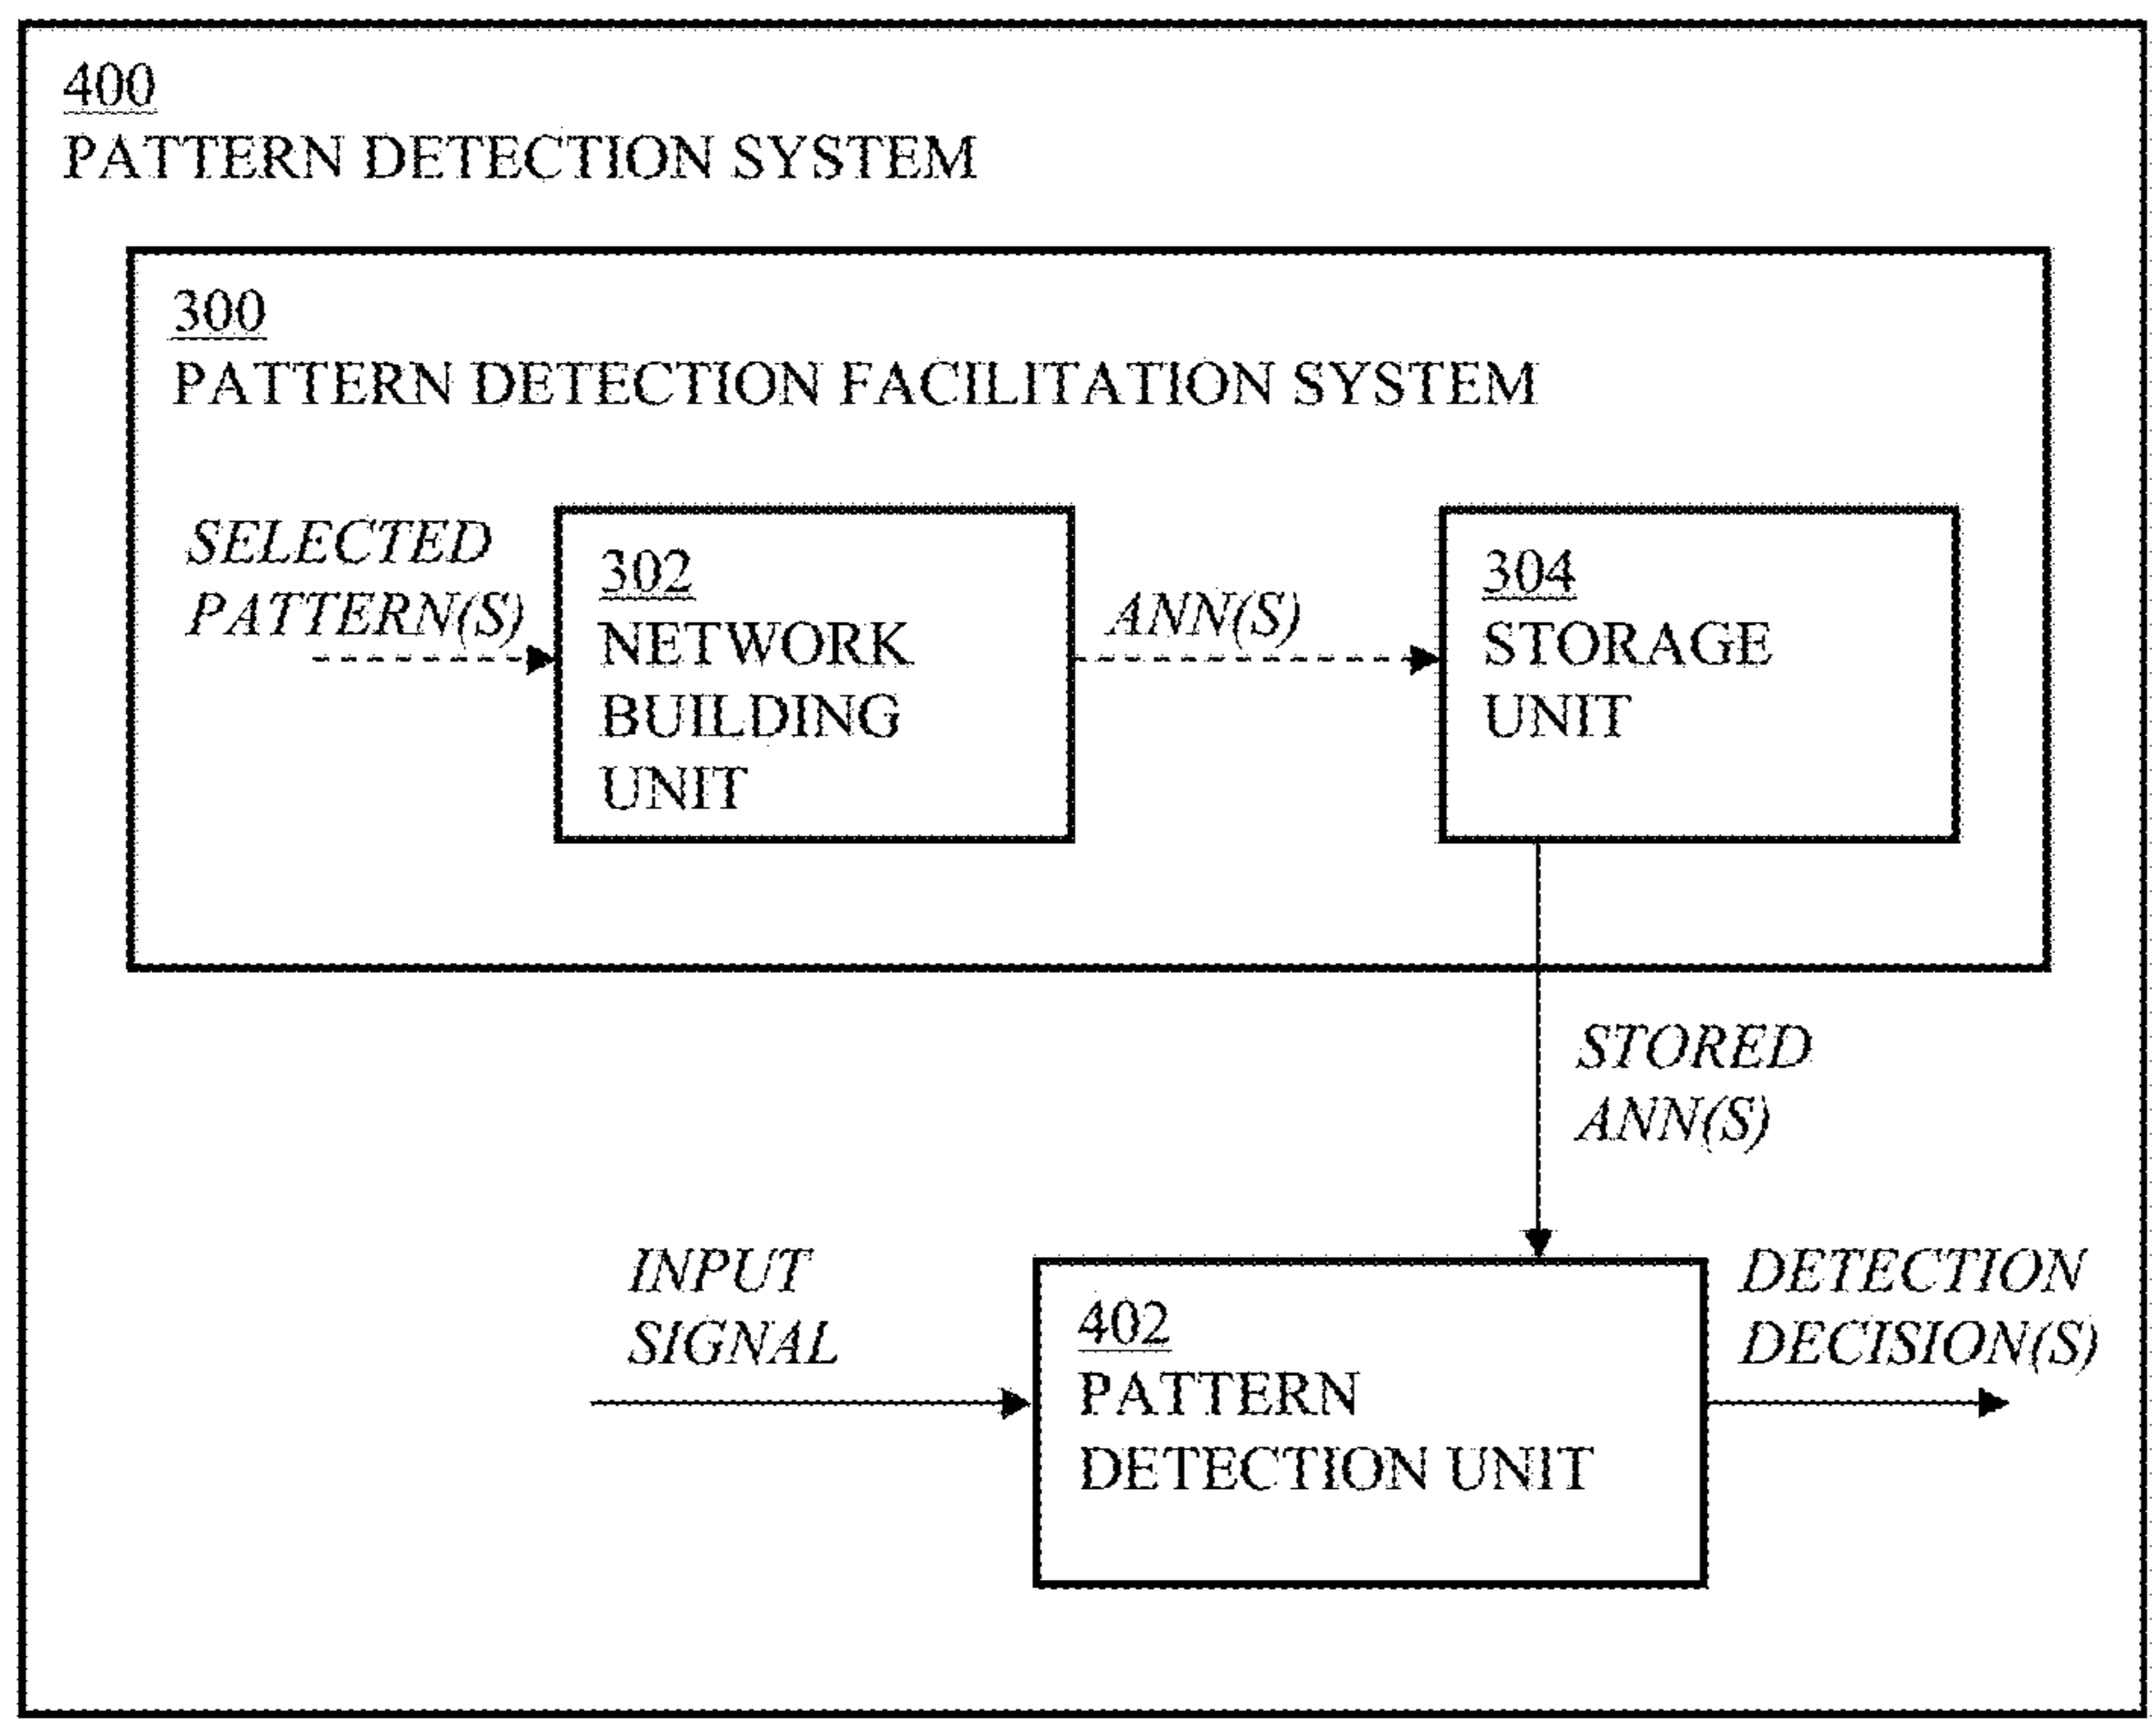 400
PATTERN DETECTION SYSTEM
300
PATTERN DETECTION FACILITATION SYSTEM
SELECTED
PATTERN(S)
302
NETWORK
BUILDING
UNIT
ANN(S)
304
STORAGE
UNIT
STORED
ANN(S)
INPUT
SIGNAL
402
PATTERN
DETECTION UNIT
DETECTION
DECISION(S)